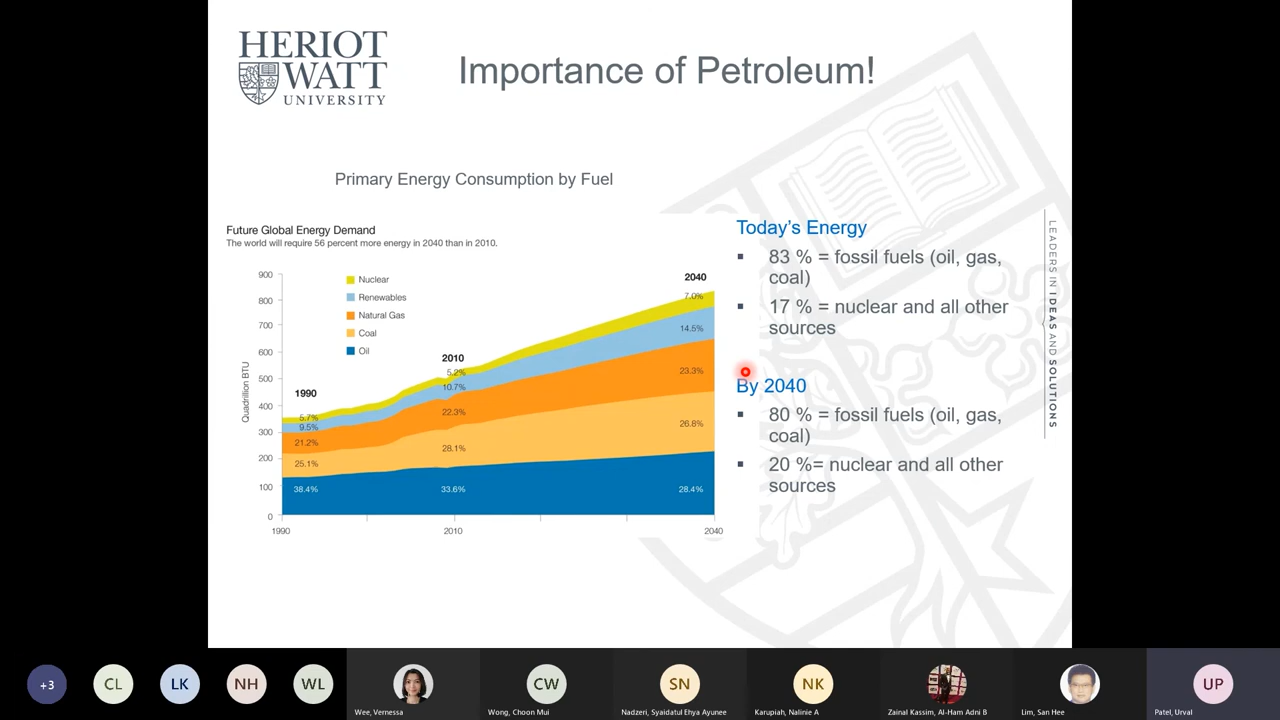 HERIOT
WATT
UNIVERSITY
Importance of Petroleum!
Primary Energy Consumption by Fuel
Future Global Energy Demand
The world will require 56 percent more energy in 2040 than in 2010.
900
800
700
600
500
400
300
200
100
0
Quadrillion BTU
Nuclear
Renewables
Natural Gas
Coal
Oil
1990
5.7%
9.5%
21.2%
25.1%
38.4%
2010
5.2%
10.7%
22.3%
28.1%
33.6%
2040
7.0%
14.5%
23.3%
26.8%
28.4%
1990
2010
2040
Today's Energy
▪ 83 % = fossil fuels (oil, gas,
coal)
▪ 17 % = nuclear and all other
sources
By 2040
▪ 80 % = fossil fuels (oil, gas,
coal)
▪ 20 %= nuclear and all other
sources
LEADERS IN IDEAS AND SOLUTIONS
+3
CL
LK
NH
WL
Wee, Vernessa
CW
Wong, Choon Mui
SN
Nadzeri, Syaidatul Ehya Ayunee
NK
Karupiah, Nalinie A
Zainal Kassim, Al-Ham Adni B
Lim, San Hee
UP
Patel, Urval